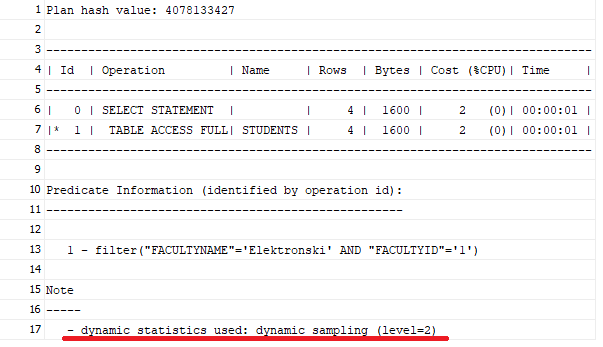 1 Plan hash value: 4078133427
2
3 --------------------------------------------------------------------------------
4 | Id  | Operation         | Name     | Rows  | Bytes | Cost (%CPU)| Time     |
5 --------------------------------------------------------------------------------
6 |   0 | SELECT STATEMENT  |          |     4 |  1600 |     2   (0)| 00:00:01 |
7 |*  1 |  TABLE ACCESS FULL| STUDENTS |     4 |  1600 |     2   (0)| 00:00:01 |
8 --------------------------------------------------------------------------------
9
10 Predicate Information (identified by operation id):
11 ---------------------------------------------------
12
13    1 - filter("FACULTYNAME"='Elektronski' AND "FACULTYID"='1')
14
15 Note
16 -----
17    - dynamic statistics used: dynamic sampling (level=2)